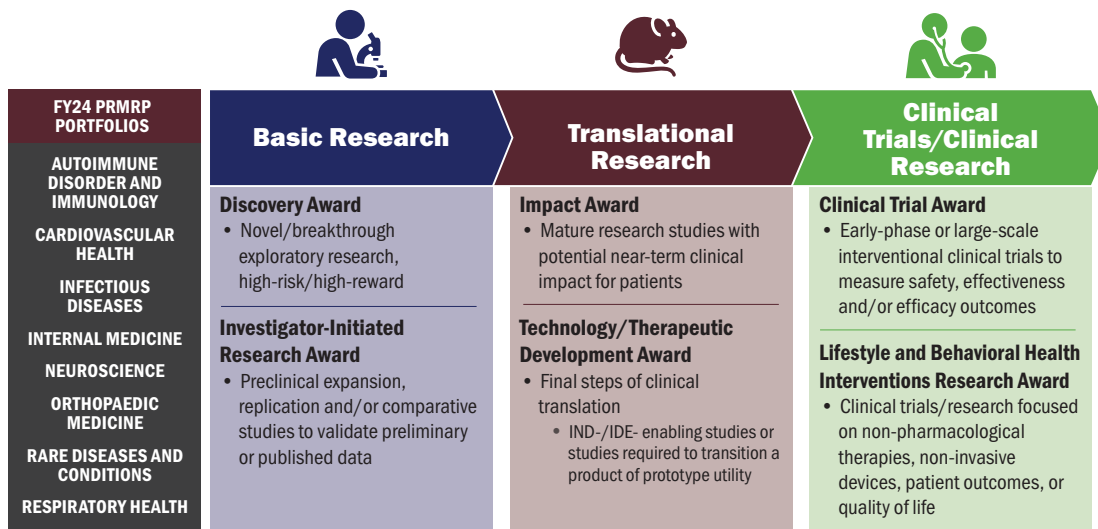 FY24 PRMRP
PORTFOLIOS
AUTOIMMUNE
DISORDER AND
IMMUNOLOGY
CARDIOVASCULAR
HEALTH
INFECTIOUS
DISEASES
INTERNAL MEDICINE
NEUROSCIENCE
ORTHOPAEDIC
MEDICINE
RARE DISEASES AND
CONDITIONS
RESPIRATORY HEALTH
Basic Research
Discovery Award
• Novel/breakthrough
exploratory research,
high-risk/high-reward
Investigator-Initiated
Research Award
• Preclinical expansion,
replication and/or comparative
studies to validate preliminary
or published data
Translational
Research
Impact Award
• Mature research studies with
potential near-term clinical
impact for patients
Technology/Therapeutic
Development Award
• Final steps of clinical
translation
• IND-/IDE- enabling studies or
studies required to transition a
product of prototype utility
Clinical
Trials/Clinical
Research
Clinical Trial Award
• Early-phase or large-scale
interventional clinical trials to
measure safety, effectiveness
and/or efficacy outcomes
Lifestyle and Behavioral Health
Interventions Research Award
• Clinical trials/research focused
on non-pharmacological
therapies, non-invasive
devices, patient outcomes, or
quality of life